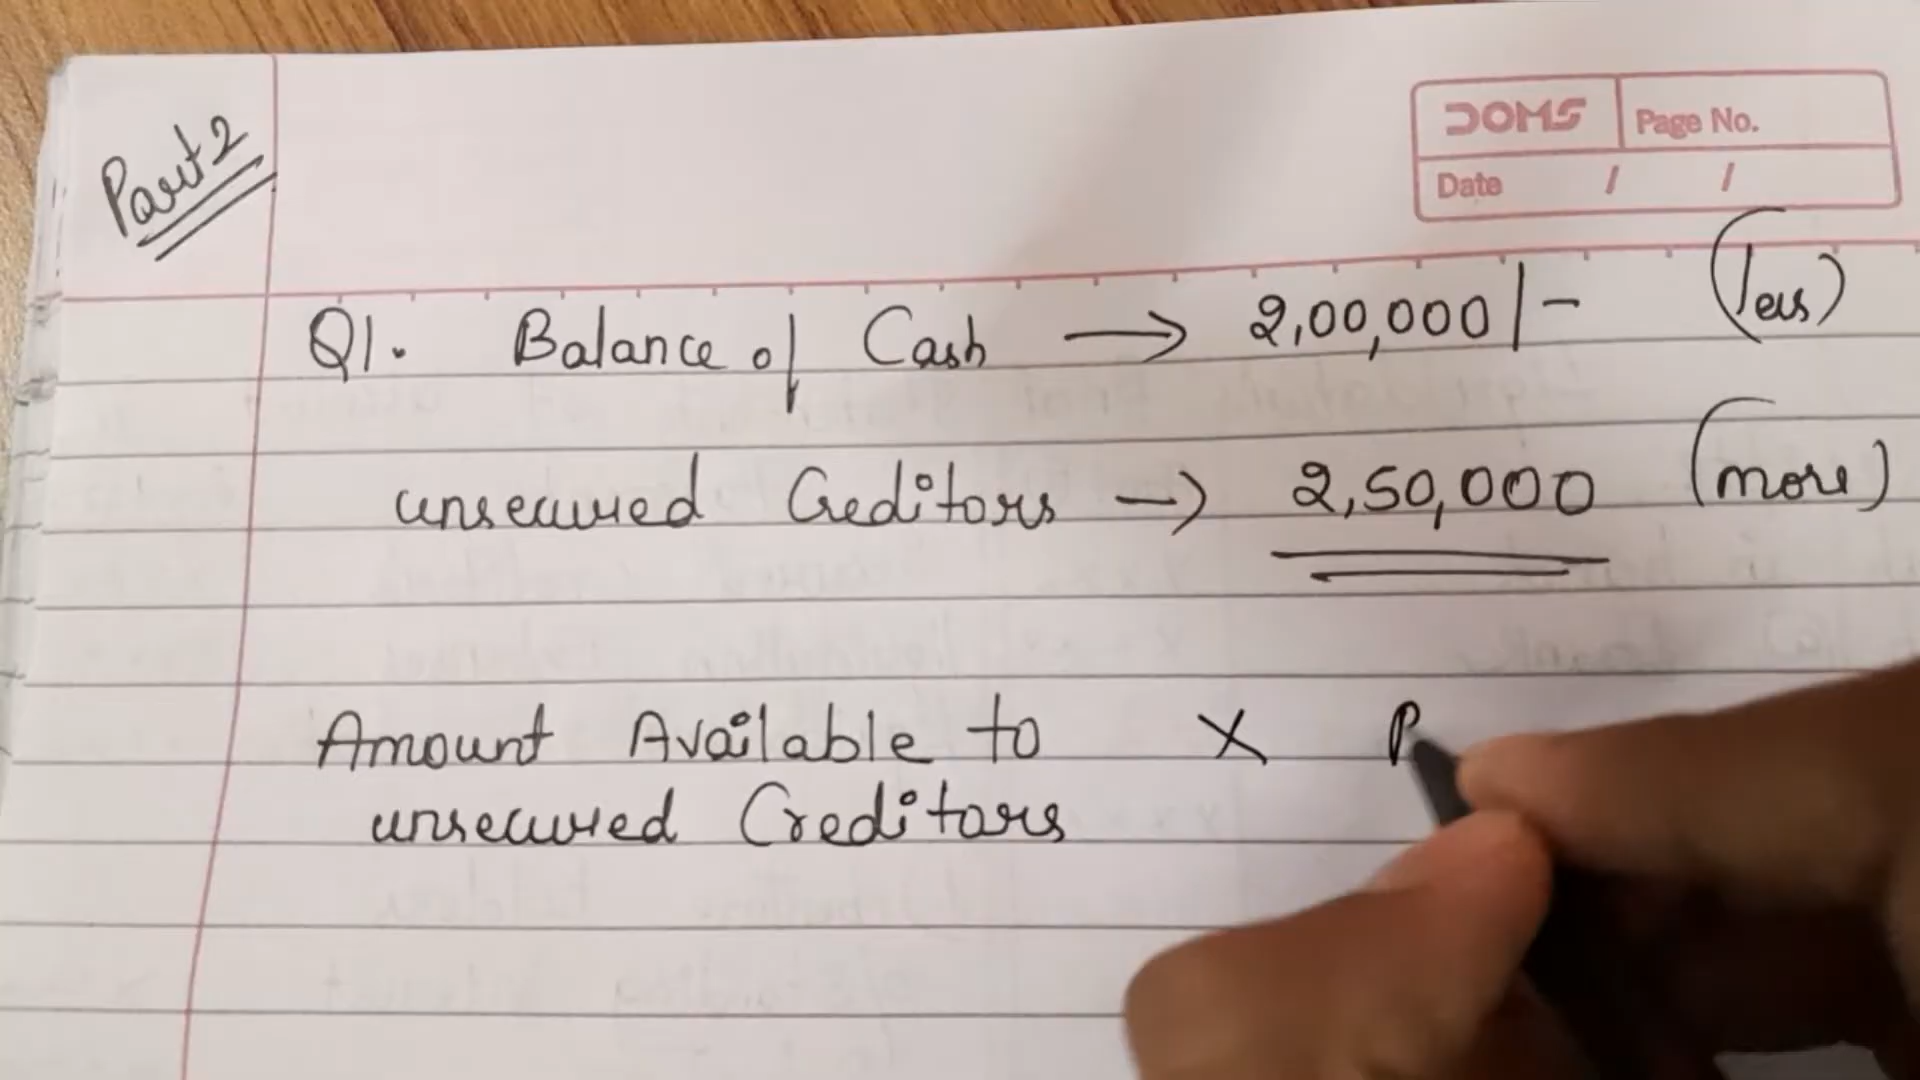 Part 2
DOMS Page No.
Date / /
Q1. Balance of Cash → 2,00,000/- (less)
unsecured Creditors → 2,50,000 (more)
Amount Available to X P
unsecured Creditors